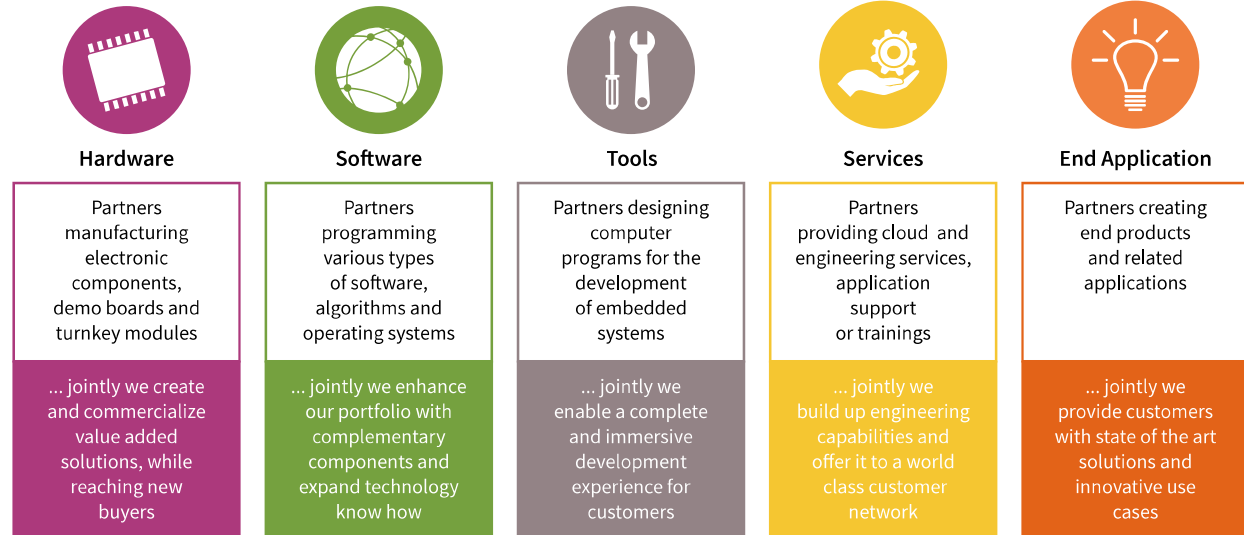 Hardware
Partners
manufacturing
electronic
components,
demo boards and
turnkey modules
... jointly we create
and commercialize
value added
solutions, while
reaching new
buyers
Software
Partners
programming
various types
of software,
algorithms and
operating systems
... jointly we enhance
our portfolio with
complementary
components and
expand technology
know how
Tools
Partners designing
computer
programs for the
development
of embedded
systems
... jointly we
enable a complete
and immersive
development
experience for
customers
Services
Partners
providing cloud and
engineering services,
application
support
or trainings
... jointly we
build up engineering
capabilities and
offer it to a world
class customer
network
End Application
Partners creating
end products
and related
applications
... jointly we
provide customers
with state of the art
solutions and
innovative use
cases